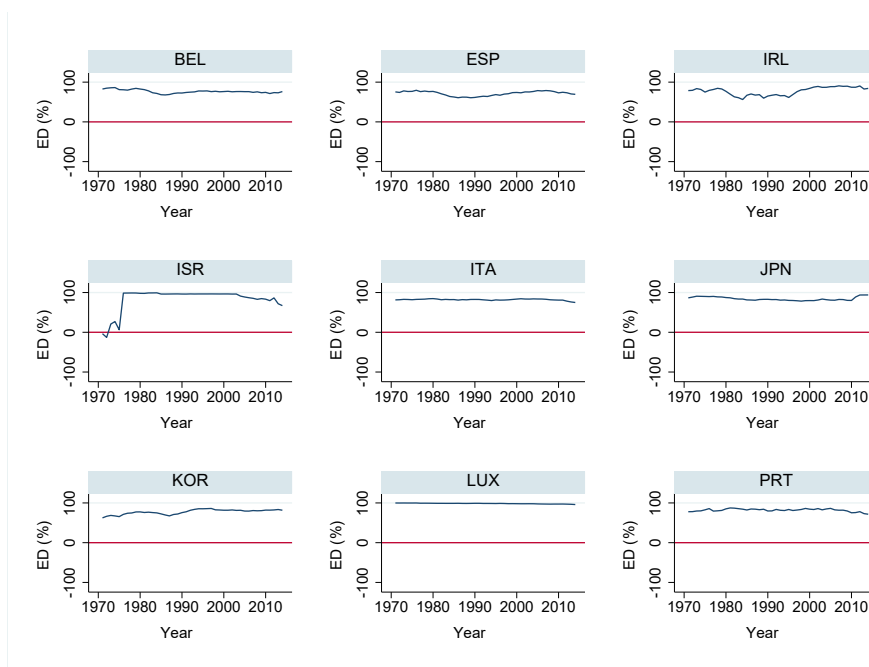 BEL ESP IRL
ED (%) ED (%) ED (%)
100 100 100
0 0 0
-100 -100 -100
1970 1980 1990 2000 2010 1970 1980 1990 2000 2010 1970 1980 1990 2000 2010
Year Year Year
ISR ITA JPN
ED (%) ED (%) ED (%)
100 100 100
0 0 0
-100 -100 -100
1970 1980 1990 2000 2010 1970 1980 1990 2000 2010 1970 1980 1990 2000 2010
Year Year Year
KOR LUX PRT
ED (%) ED (%) ED (%)
100 100 100
0 0 0
-100 -100 -100
1970 1980 1990 2000 2010 1970 1980 1990 2000 2010 1970 1980 1990 2000 2010
Year Year Year